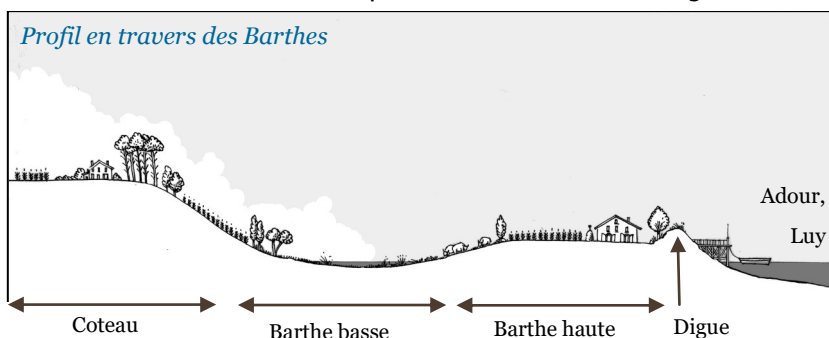 Profil en travers des Barthes
Adour,
Luy
Coteau
Barthe basse
Barthe haute
Digue